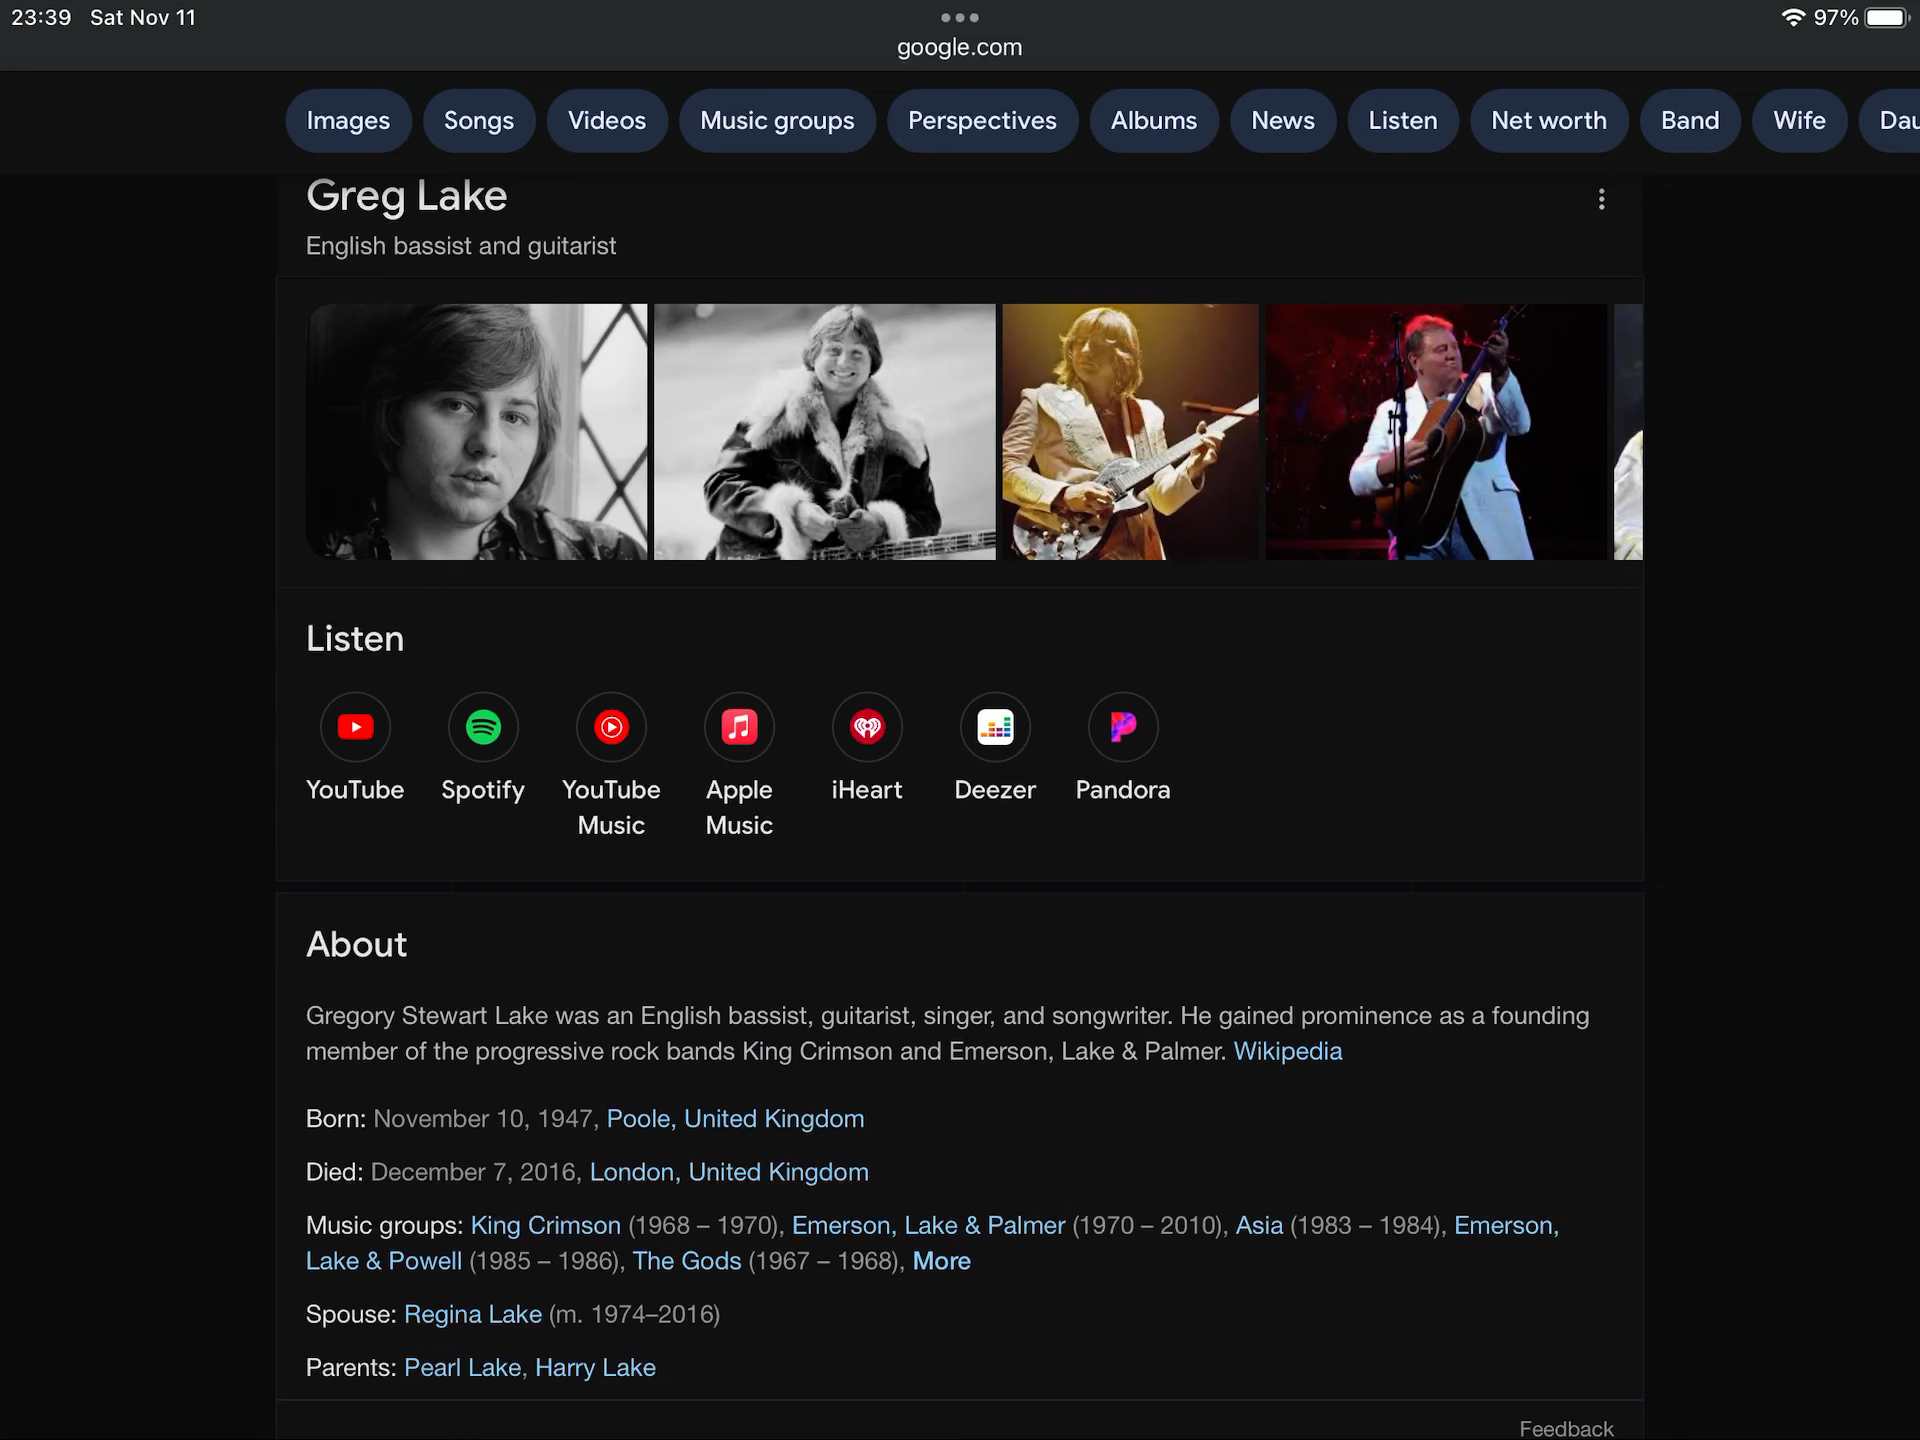 23:39 Sat Nov 11
97%
google.com
Images Songs Videos Music groups Perspectives Albums News Listen Net worth Band Wife Dau
Greg Lake
English bassist and guitarist
Listen
YouTube Spotify YouTube Music Apple Music iHeart Deezer Pandora
About
Gregory Stewart Lake was an English bassist, guitarist, singer, and songwriter. He gained prominence as a founding
member of the progressive rock bands King Crimson and Emerson, Lake & Palmer. Wikipedia
Born: November 10, 1947, Poole, United Kingdom
Died: December 7, 2016, London, United Kingdom
Music groups: King Crimson (1968 – 1970), Emerson, Lake & Palmer (1970 – 2010), Asia (1983 – 1984), Emerson,
Lake & Powell (1985 – 1986), The Gods (1967 – 1968), More
Spouse: Regina Lake (m. 1974–2016)
Parents: Pearl Lake, Harry Lake
Feedback